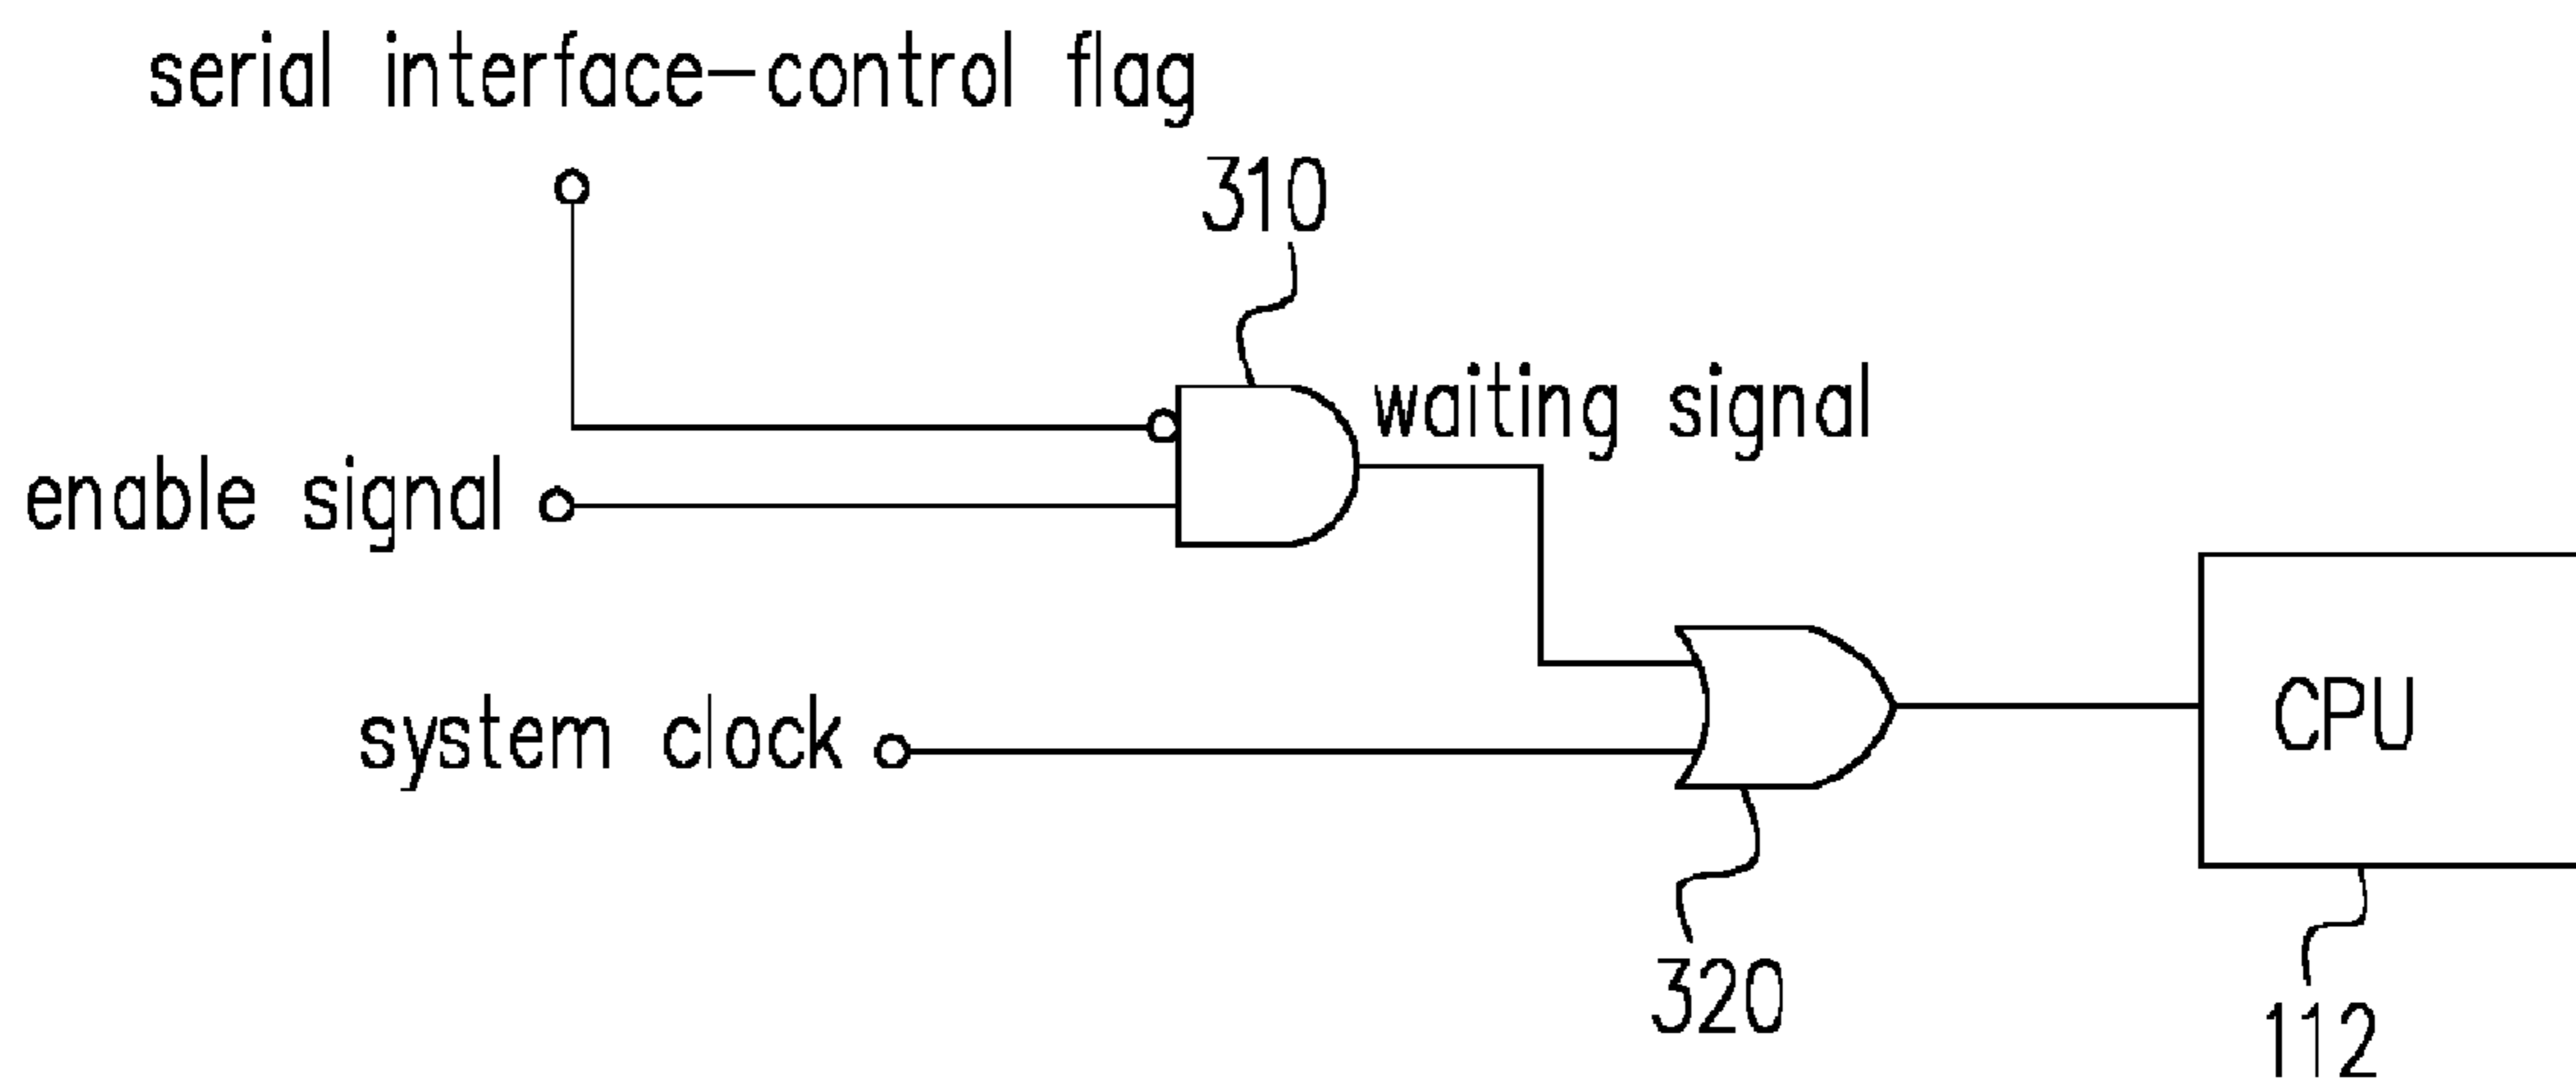 serial interface-control flag
310
waiting signal
enable signal
system clock
CPU
320
112